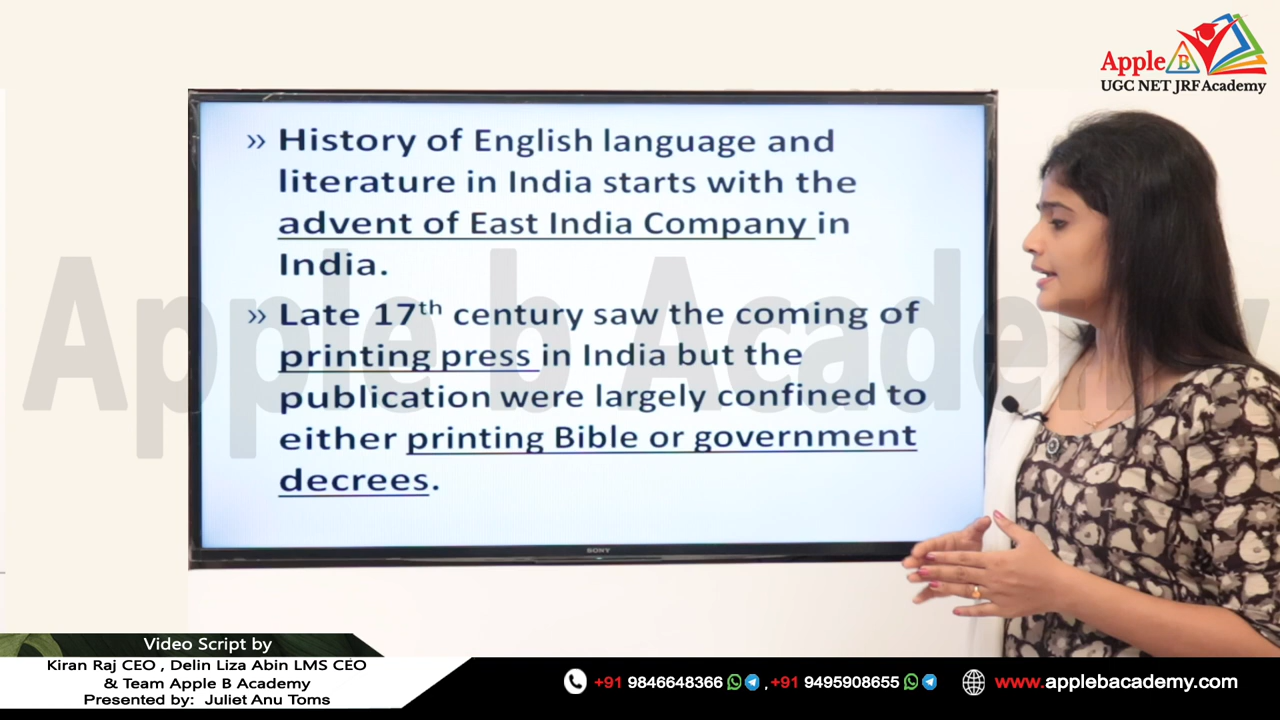 Apple B
UGC NET JRF Academy
» History of English language and
literature in India starts with the
advent of East India Company in
India.
» Late 17th century saw the coming of
printing press in India but the
publication were largely confined to
either printing Bible or government
decrees.
Apple b Academy
SONY
Video Script by
Kiran Raj CEO , Delin Liza Abin LMS CEO
& Team Apple B Academy
Presented by: Juliet Anu Toms
+91 9846648366 , +91 9495908655 www.applebacademy.com